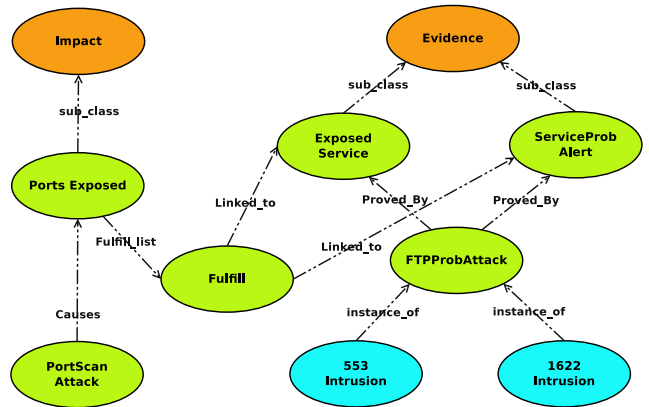 Impact
Evidence
sub_class
sub_class
sub_class
Exposed
Service
ServiceProb
Alert
Ports Exposed
Linked_to
Proved_By
Proved_By
Fulfill_list
Linked_to
Fulfill
FTPProbAttack
Causes
instance_of
instance_of
PortScan
Attack
553
Intrusion
1622
Intrusion